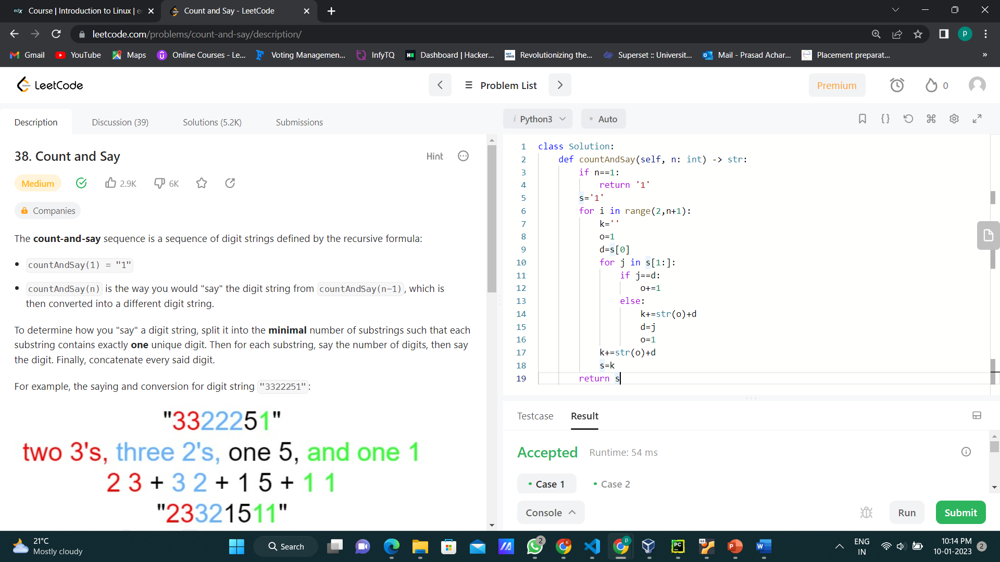 edX Course | Introduction to Linux | e
Count and Say - LeetCode
leetcode.com/problems/count-and-say/description/
P
Gmail YouTube Maps Online Courses - Le... Voting Managemen... InfyTQ Dashboard | Hacker... Revolutionizing the... Superset :: Universit... Mail - Prasad Achar... Placement preparat... »
LeetCode
Problem List
Premium
0
Description Discussion (39) Solutions (5.2K) Submissions
38. Count and Say
Hint
Medium 2.9K 6K
Companies
The count-and-say sequence is a sequence of digit strings defined by the recursive formula:
• countAndSay(1) = "1"
• countAndSay(n) is the way you would "say" the digit string from countAndSay(n-1), which is
then converted into a different digit string.
To determine how you "say" a digit string, split it into the minimal number of substrings such that each
substring contains exactly one unique digit. Then for each substring, say the number of digits, then say
the digit. Finally, concatenate every said digit.
For example, the saying and conversion for digit string "3322251":
"3322251"
two 3's, three 2's, one 5, and one 1
2 3 + 3 2 + 1 5 + 1 1
"23321511"
i Python3 • Auto
{}
1 class Solution:
2 def countAndSay(self, n: int) -> str:
3 if n==1:
4 return '1'
5 s='1'
6 for i in range(2,n+1):
7 k=''
8 o=1
9 d=s[0]
10 for j in s[1:]:
11 if j==d:
12 o+=1
13 else:
14 k+=str(o)+d
15 d=j
16 o=1
17 k+=str(o)+d
18 s=k
19 return s
Testcase Result
Accepted Runtime: 54 ms
• Case 1 • Case 2
Console
Run
Submit
21°C
Mostly cloudy
Search
2
K
P
PC
64
P
W
ENG
IN
10:14 PM
10-01-2023
2